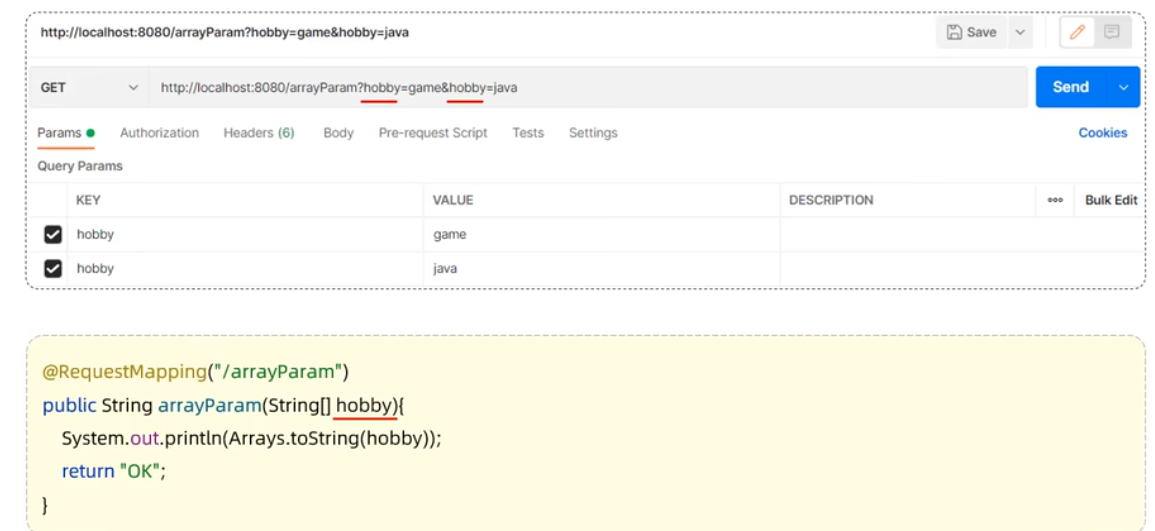 http://localhost:8080/arrayParam?hobby=game&hobby=java
Save
GET
http://localhost:8080/arrayParam?hobby=game&hobby=java
Send
Params Authorization Headers (6) Body Pre-request Script Tests Settings Cookies
Query Params
KEY VALUE DESCRIPTION ooo Bulk Edit
hobby game
hobby java
@RequestMapping("/arrayParam")
public String arrayParam(String[] hobby){
System.out.println(Arrays.toString(hobby));
return "OK";
}